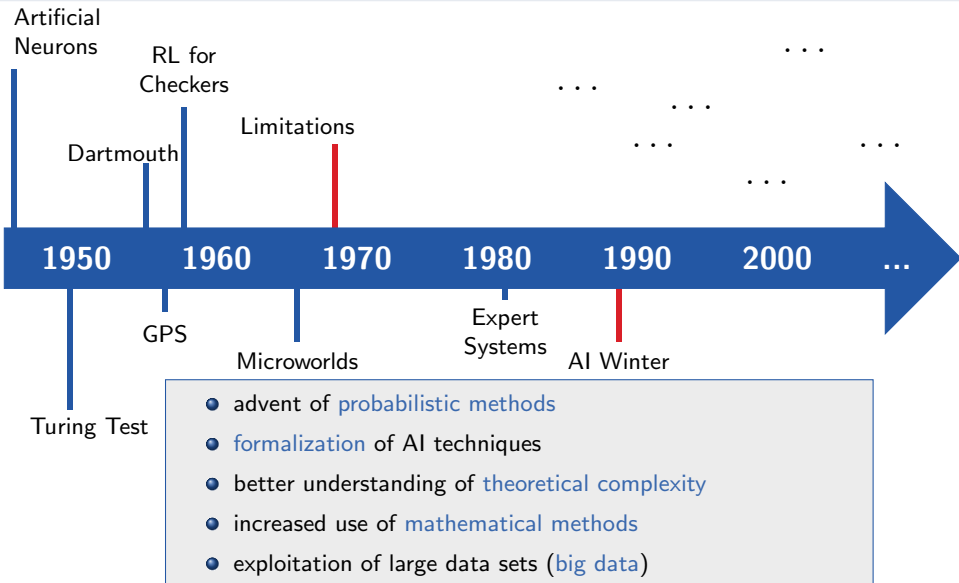 Artificial
Neurons
RL for
Checkers
Limitations
Dartmouth
. . .
. . .
. . .
. . .
. . .
. . .
1950 1960 1970 1980 1990 2000 ...
GPS
Microworlds
Expert
Systems
AI Winter
Turing Test
advent of probabilistic methods
formalization of AI techniques
better understanding of theoretical complexity
increased use of mathematical methods
exploitation of large data sets (big data)